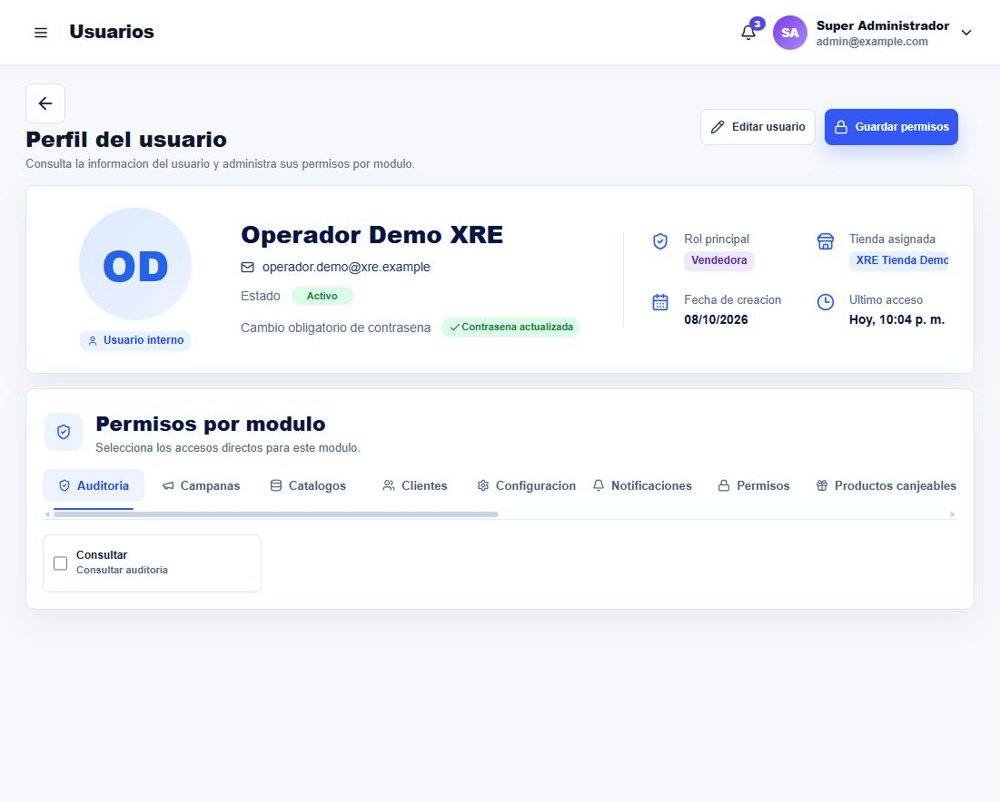 Usuarios
3
SA
Super Administrador
admin@example.com
Perfil del usuario
Consulta la informacion del usuario y administra sus permisos por modulo.
Editar usuario
Guardar permisos
OD
Usuario interno
Operador Demo XRE
operador.demo@xre.example
Estado
Activo
Cambio obligatorio de contrasena
Contrasena actualizada
Rol principal
Vendedora
Tienda asignada
XRE Tienda Demo
Fecha de creacion
08/10/2026
Ultimo acceso
Hoy, 10:04 p. m.
Permisos por modulo
Selecciona los accesos directos para este modulo.
Auditoria
Campanas
Catalogos
Clientes
Configuracion
Notificaciones
Permisos
Productos canjeables
Consultar
Consultar auditoria